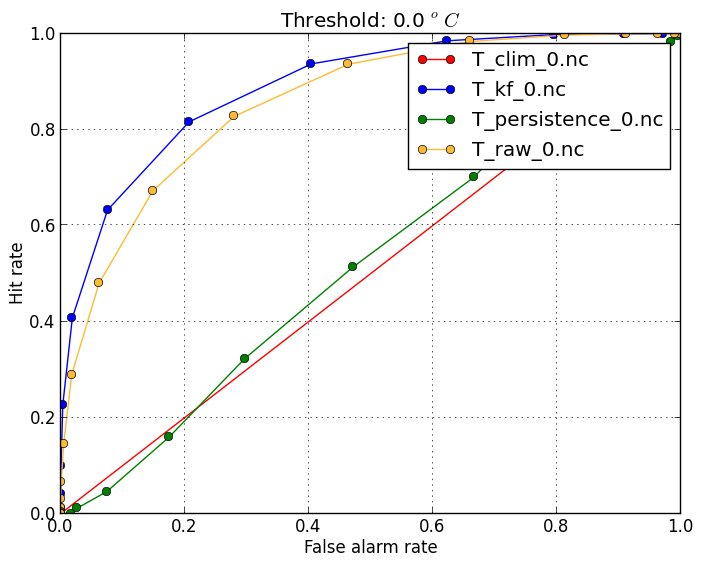 Threshold: 0.0 ° C
1.0
0.8
0.6
0.4
0.2
0.0
Hit rate
T_clim_0.nc
T_kf_0.nc
T_persistence_0.nc
T_raw_0.nc
0.0 0.2 0.4 0.6 0.8 1.0
False alarm rate